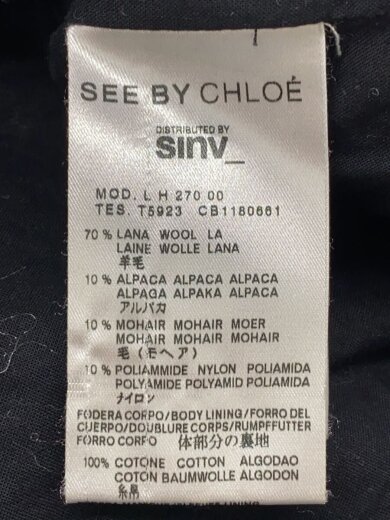 SEE BY CHLOÉ
DISTRIBUTED BY
sinv_
MOD. L H 270 00
TES. T5923 CB1180661
70 % LANA WOOL LA
LAINE WOLLE LANA
羊毛
10 % ALPACA ALPACA ALPACA
ALPAGA ALPAKA ALPACA
アルパカ
10 % MOHAIR MOHAIR MOER
MOHAIR MOHAIR MOHAIR
毛 (モヘア)
10 % POLIAMMIDE NYLON POLIAMIDA
POLYAMIDE POLYAMID POLIAMIDA
ナイロン
FODERA CORPO/BODY LINING/FORRO DEL
CUERPO/DOUBLURE CORPS/RUMPFFUTTER
FORRO CORPO 体部分の裏地
100% COTONE COTTON ALGODAO
COTON BAUMWOLLE ALGODON
綿